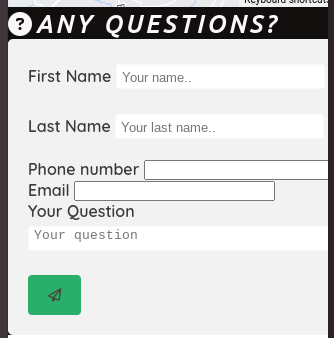 Keyboard shortcuts
? ANY QUESTIONS?
First Name Your name..
Last Name Your last name..
Phone number
Email
Your Question
Your question